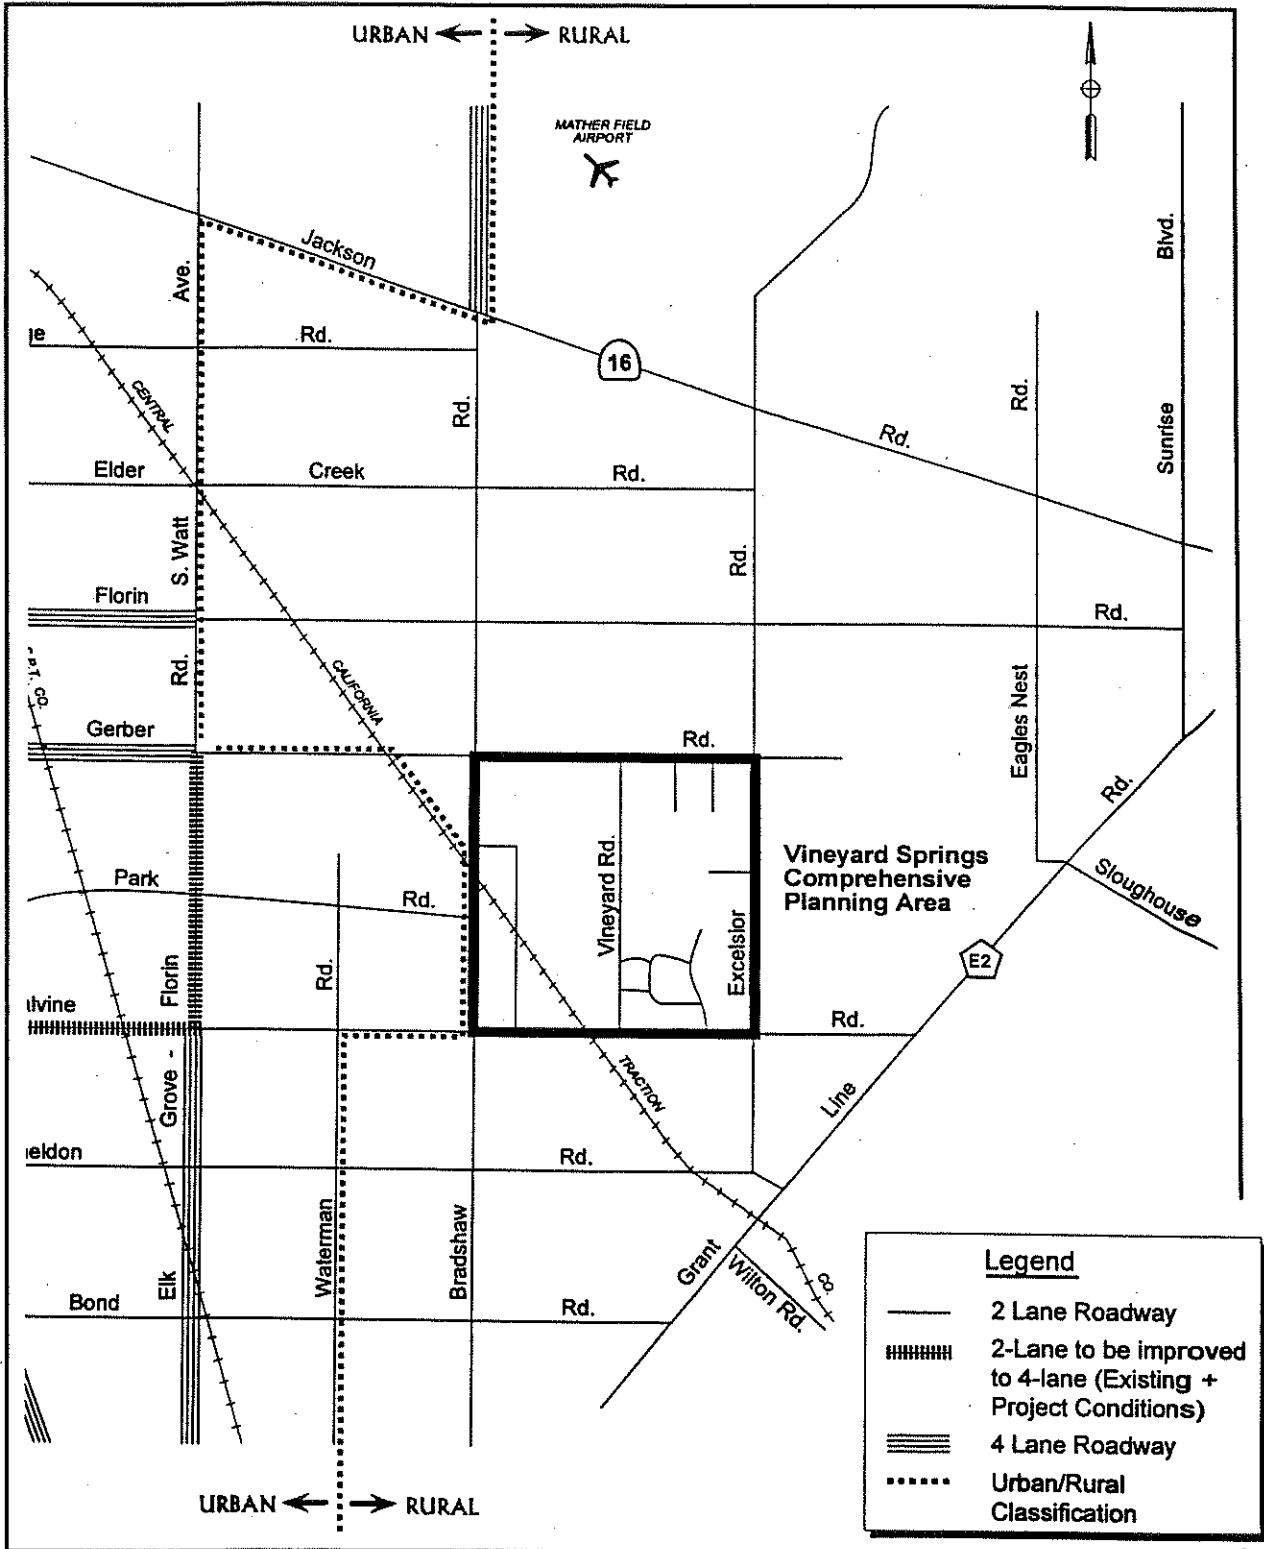 URBAN RURAL
MATHER FIELD
AIRPORT
Jackson
Ave.
Blvd.
Rd.
16
CENTRAL
Rd.
Rd.
Rd.
Sunrise
Elder
Creek
Rd.
S. Watt
Rd.
Florin
Rd.
Rd.
CALIFORNIA
CO.
Gerber
Rd.
Eagles Nest
Rd.
Vineyard Rd.
Vineyard Springs
Comprehensive
Planning Area
Park
Rd.
Sloughouse
Excelsior
E2
Rd.
Florin
lvine
Rd.
Grove -
TRACTION
Line
eldon
Rd.
Waterman
Bradshaw
Elk
Grant
Wilton Rd.
CO.
Bond
Rd.
Legend
2 Lane Roadway
2-Lane to be improved
to 4-lane (Existing +
Project Conditions)
4 Lane Roadway
Urban/Rural
Classification
URBAN RURAL